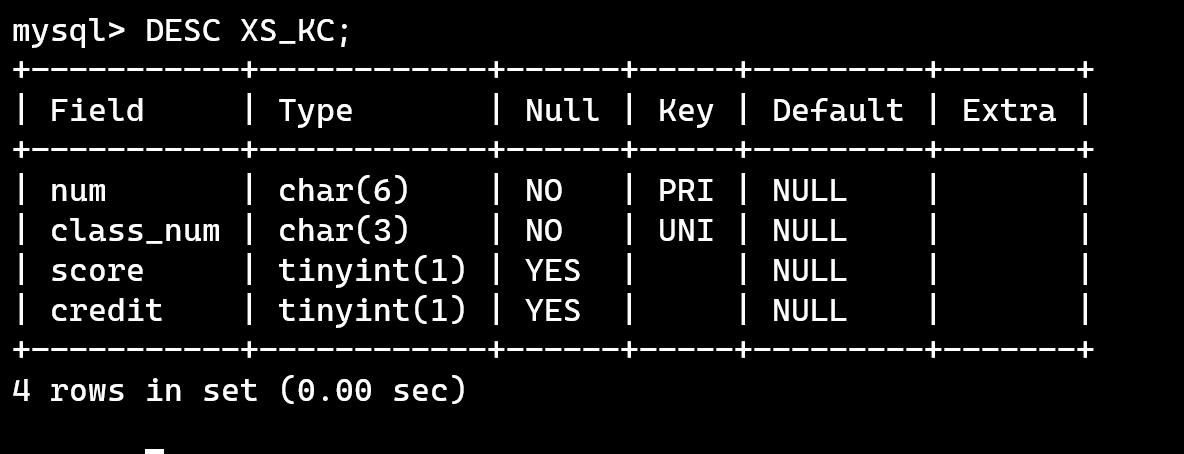 mysql> DESC XS_KC;
+-----------+------------+------+-----+---------+-------+
| Field     | Type       | Null | Key | Default | Extra |
+-----------+------------+------+-----+---------+-------+
| num       | char(6)    | NO   | PRI | NULL    |       |
| class_num | char(3)    | NO   | UNI | NULL    |       |
| score     | tinyint(1) | YES  |     | NULL    |       |
| credit    | tinyint(1) | YES  |     | NULL    |       |
+-----------+------------+------+-----+---------+-------+
4 rows in set (0.00 sec)